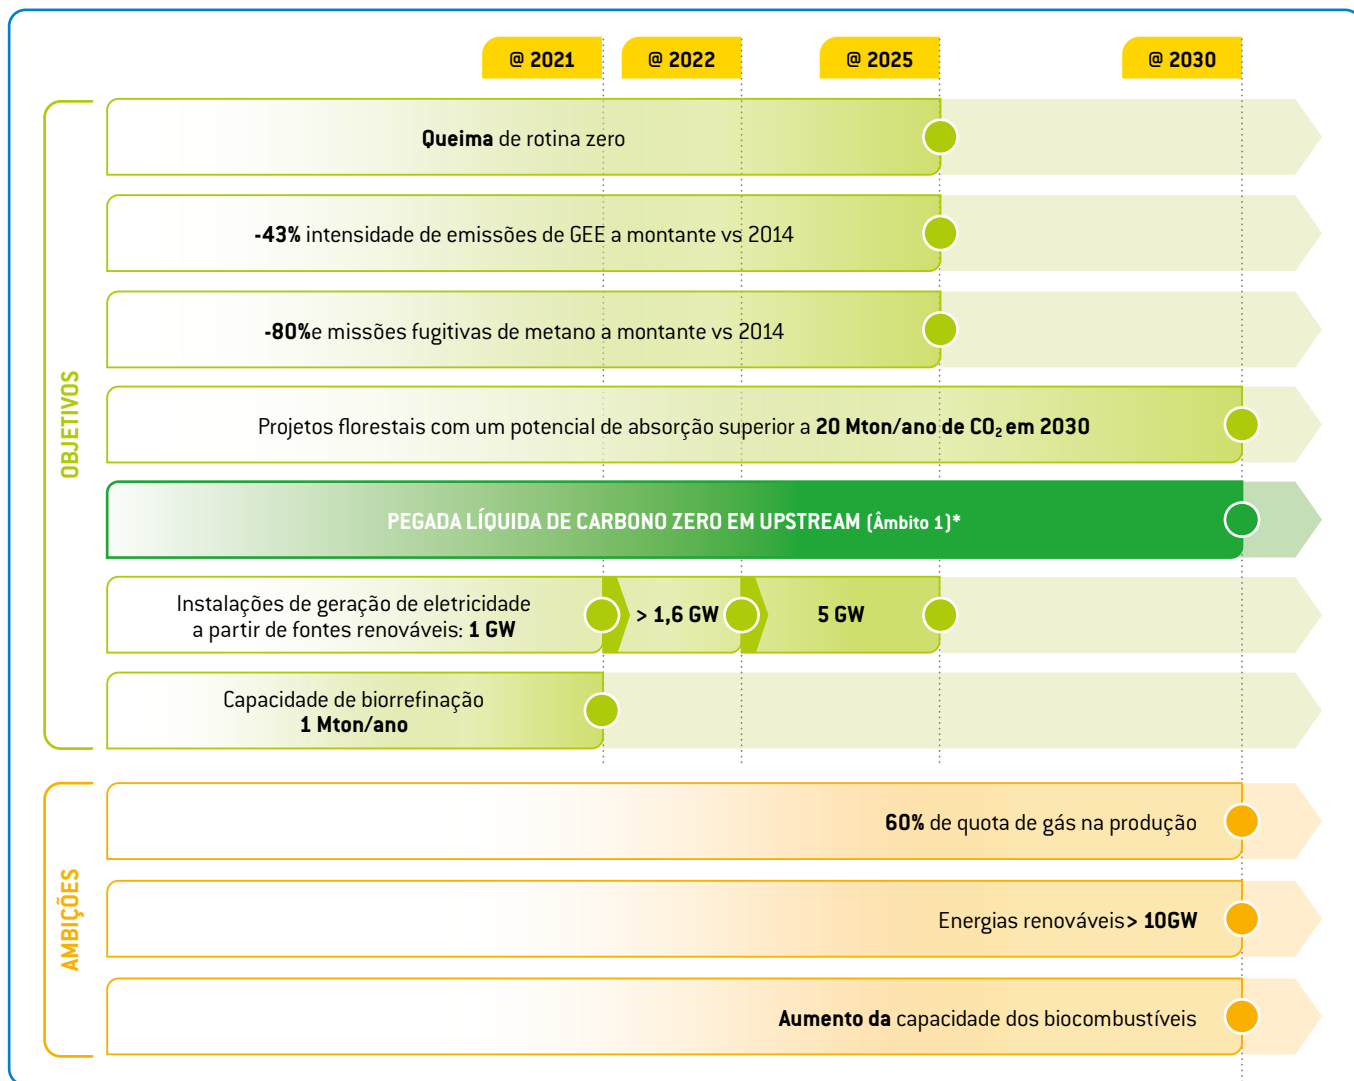 @ 2021
@ 2022
@ 2025
@ 2030
OBJETIVOS
Queima de rotina zero
-43% intensidade de emissões de GEE a montante vs 2014
-80%e missões fugitivas de metano a montante vs 2014
Projetos florestais com um potencial de absorção superior a 20 Mton/ano de CO₂ em 2030
PEGADA LÍQUIDA DE CARBONO ZERO EM UPSTREAM (Âmbito 1)*
Instalações de geração de eletricidade
a partir de fontes renováveis: 1 GW
> 1,6 GW
5 GW
Capacidade de biorrefinação
1 Mton/ano
AMBIÇÕES
60% de quota de gás na produção
Energias renováveis > 10GW
Aumento da capacidade dos biocombustíveis